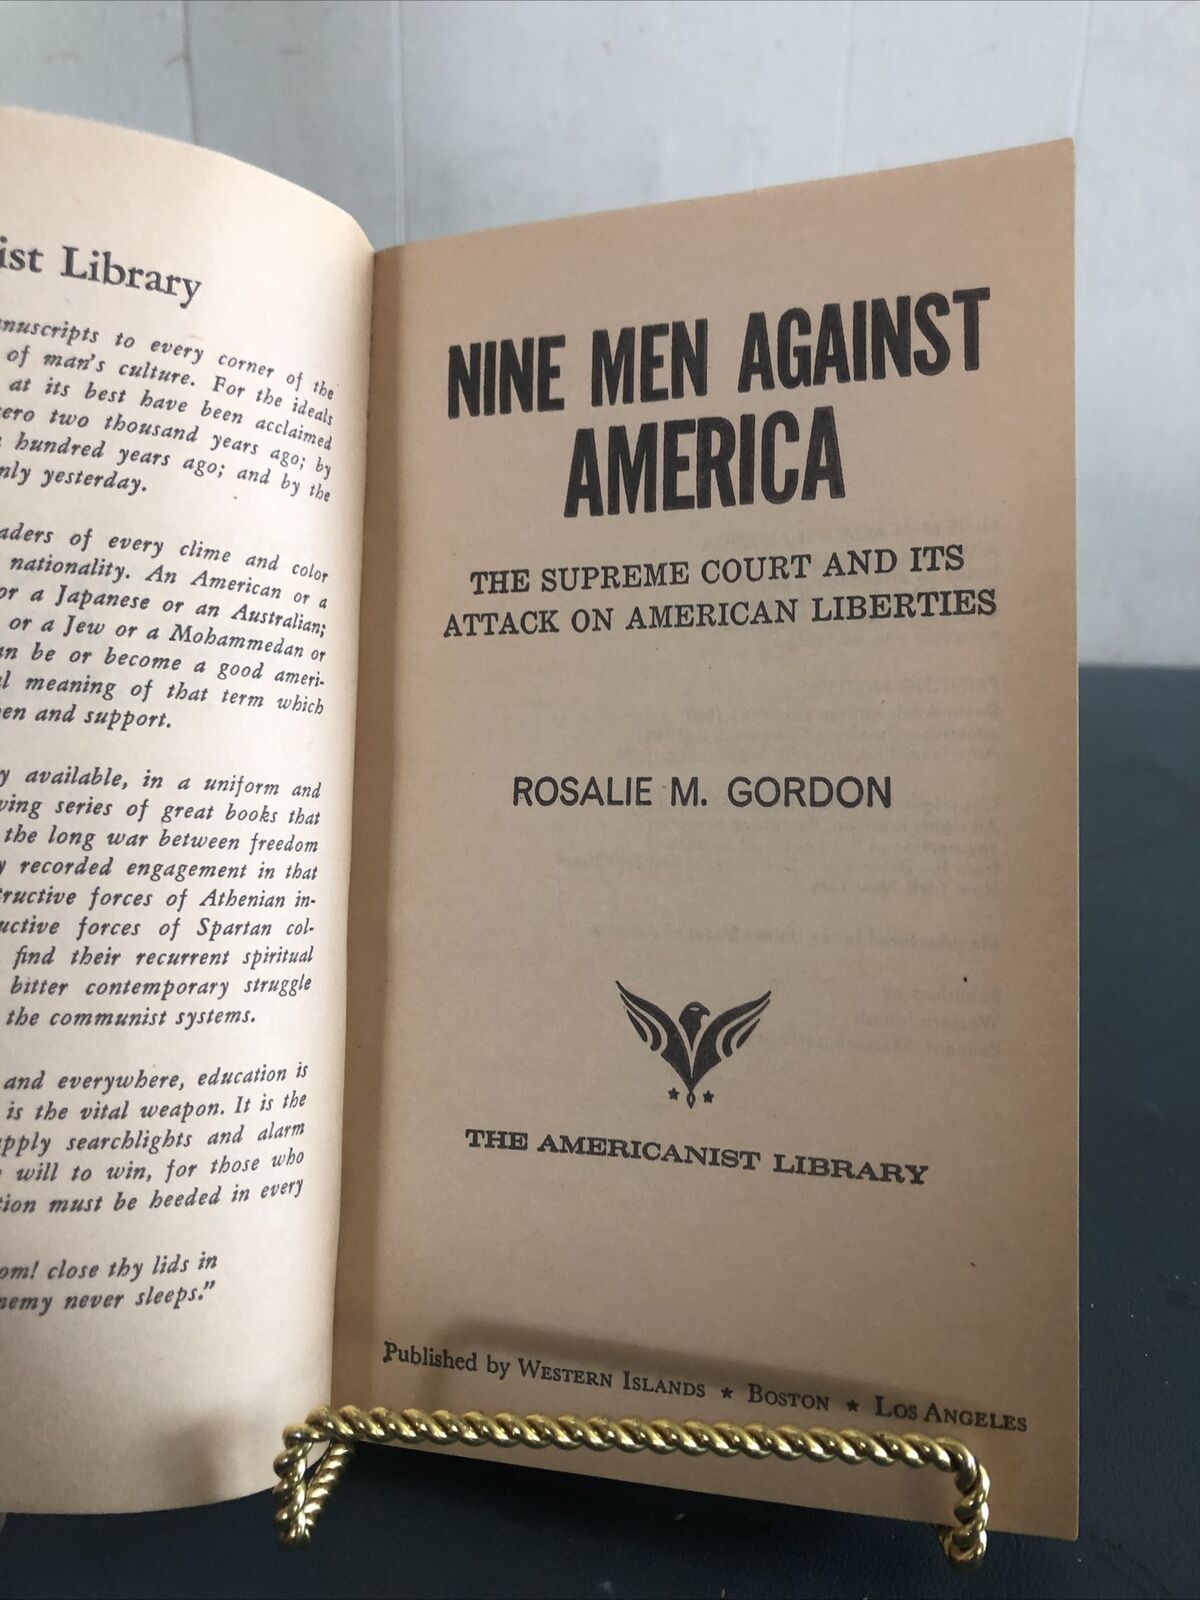 ist Library
nuscripts to every corner of the
of man's culture. For the ideals
at its best have been acclaimed
ero two thousand years ago; by
hundred years ago; and by the
nly yesterday.
aders of every clime and color
nationality. An American or a
or a Japanese or an Australian;
or a Jew or a Mohammedan or
an be or become a good ameri-
l meaning of that term which
en and support.
y available, in a uniform and
ving series of great books that
the long war between freedom
y recorded engagement in that
tructive forces of Athenian in-
uctive forces of Spartan col-
find their recurrent spiritual
bitter contemporary struggle
the communist systems.
and everywhere, education is
is the vital weapon. It is the
pply searchlights and alarm
will to win, for those who
tion must be heeded in every
om! close thy lids in
nemy never sleeps."
NINE MEN AGAINST
AMERICA
THE SUPREME COURT AND ITS
ATTACK ON AMERICAN LIBERTIES
ROSALIE M. GORDON
THE AMERICANIST LIBRARY
Published by WESTERN ISLANDS ★ BOSTON ★ LOS ANGELES